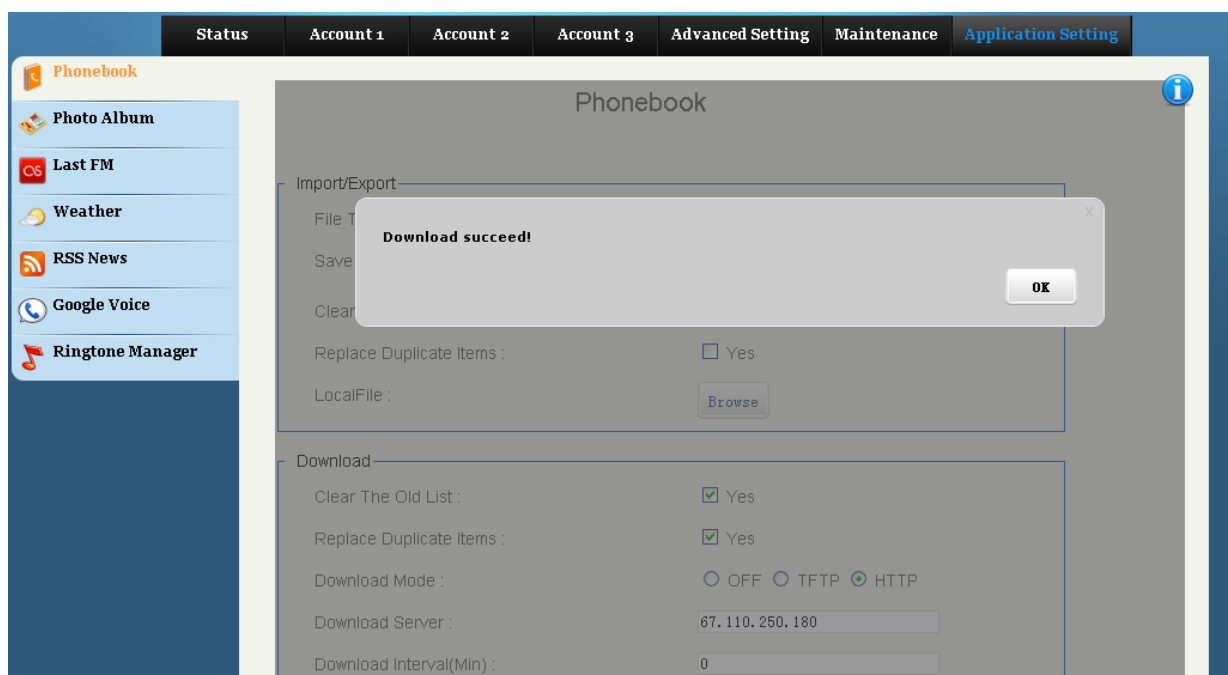 Status Account 1 Account 2 Account 3 Advanced Setting Maintenance Application Setting
Phonebook
Photo Album
Last FM
Weather
RSS News
Google Voice
Ringtone Manager
Phonebook
Import/Export
File T
Save
Clear
X
Download succeed!
OK
Replace Duplicate Items : Yes
LocalFile : Browse
Download
Clear The Old List : Yes
Replace Duplicate Items : Yes
Download Mode : OFF TFTP HTTP
Download Server : 67.110.250.180
Download Interval(Min) : 0